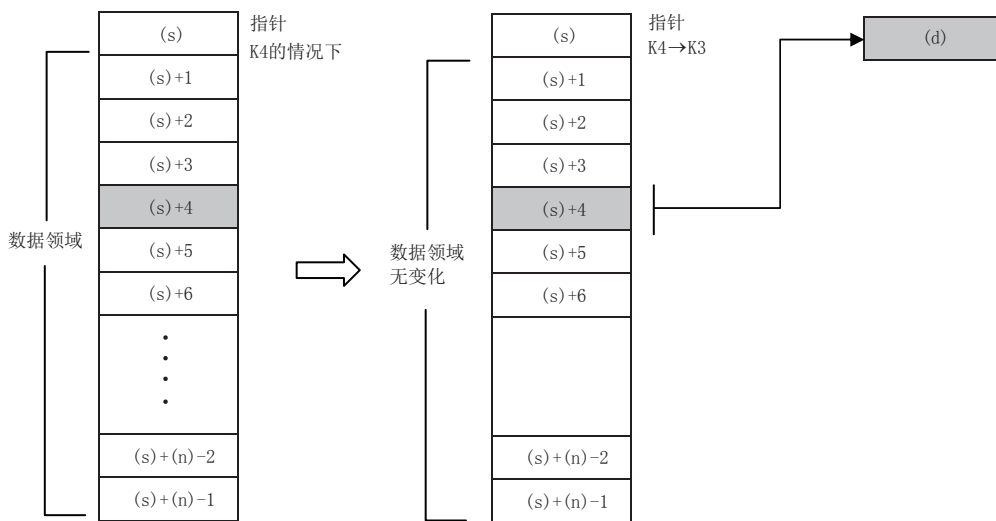 (s)
指针
K4的情况下
(s)+1
(s)+2
(s)+3
(s)+4
(s)+5
(s)+6
(s)+(n)-2
(s)+(n)-1
数据领域
(s)
指针
K4→K3
(s)+1
(s)+2
(s)+3
(s)+4
(s)+5
(s)+6
(s)+(n)-2
(s)+(n)-1
数据领域
无变化
(d)